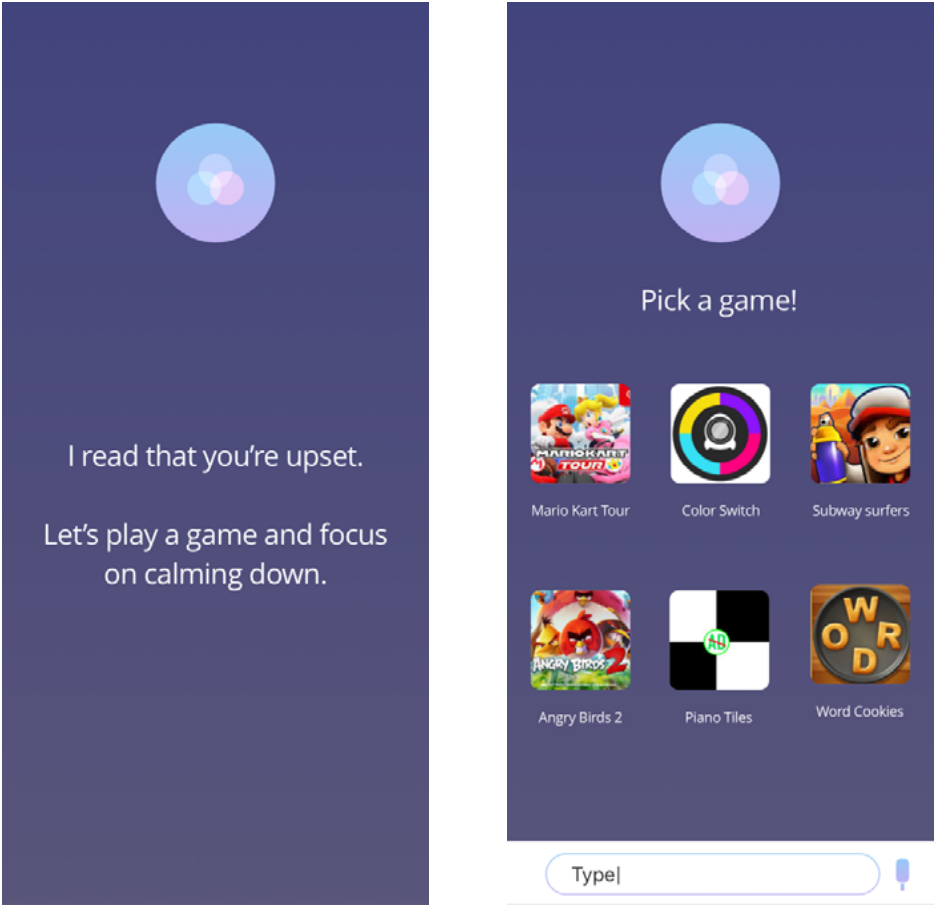 I read that you're upset.
Let's play a game and focus
on calming down.
Pick a game!
MARIOKART
TOUR
Mario Kart Tour
Color Switch
Subway surfers
ANGRY BIRDS 2
Angry Birds 2
AD
Piano Tiles
W
O R
D
Word Cookies
Type|